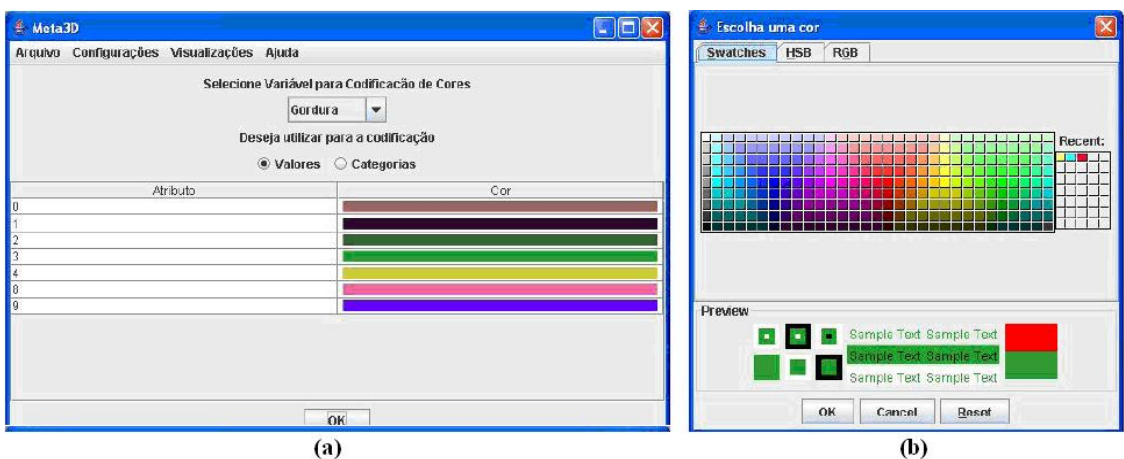 Meta3D
Arquivo Configurações Visualizações Ajuda
Selecione Variável para Codificacão de Cores
Gordura
Deseja utilizar para a codificação
Valores Categorias
Atributo Cor
0
1
2
3
4
8
9
OK
(a)
Escolha uma cor
Swatches HSB RGB
Recent:
Preview
Sample Text Sample Text
Sample Text Sample Text
Sample Text Sample Text
OK Cancel Reset
(b)